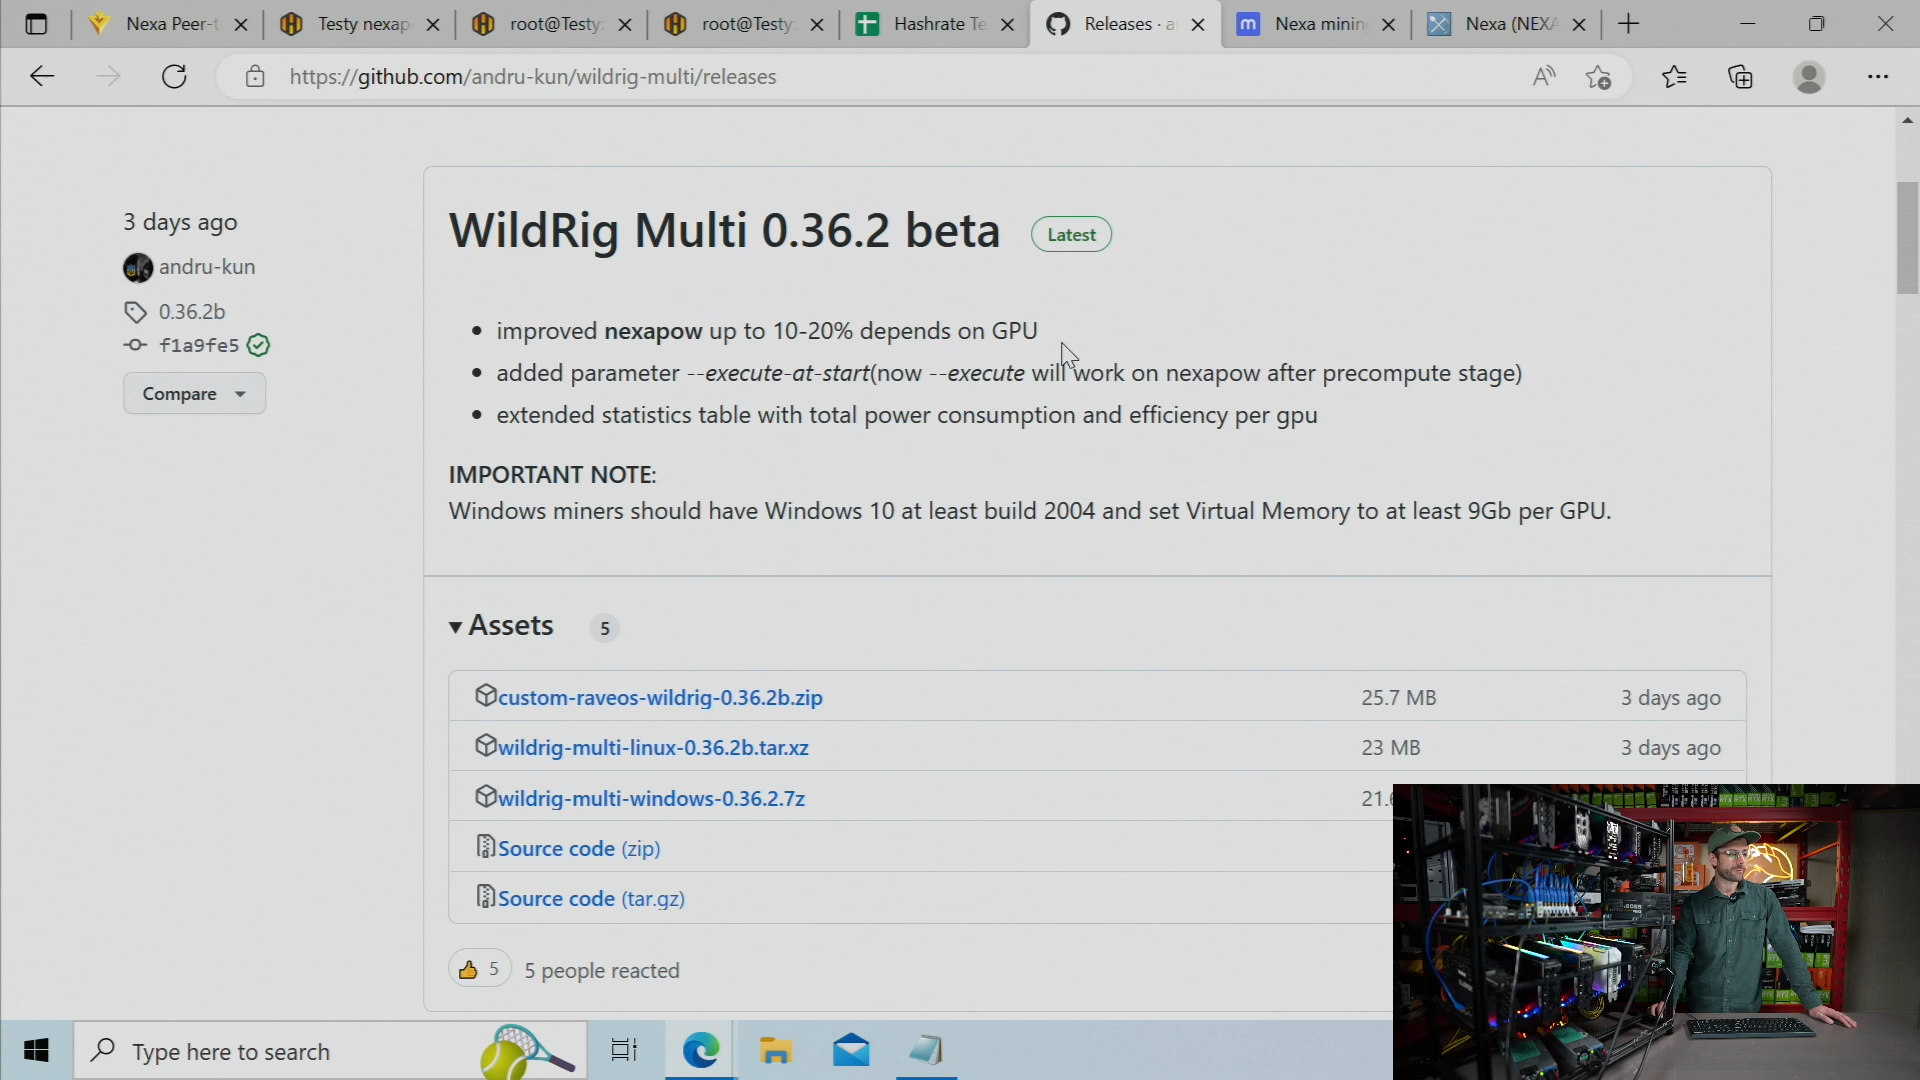 Nexa Peer-t
Testy nexap
root@Testy:
root@Testy:
Hashrate Te
Releases · a
Nexa minin
Nexa (NEXA
https://github.com/andru-kun/wildrig-multi/releases
3 days ago
andru-kun
0.36.2b
f1a9fe5
Compare
WildRig Multi 0.36.2 beta
Latest
improved nexapow up to 10-20% depends on GPU
added parameter --execute-at-start(now --execute will work on nexapow after precompute stage)
extended statistics table with total power consumption and efficiency per gpu
IMPORTANT NOTE:
Windows miners should have Windows 10 at least build 2004 and set Virtual Memory to at least 9Gb per GPU.
Assets 5
custom-raveos-wildrig-0.36.2b.zip 25.7 MB 3 days ago
wildrig-multi-linux-0.36.2b.tar.xz 23 MB 3 days ago
wildrig-multi-windows-0.36.2.7z 21.6
Source code (zip)
Source code (tar.gz)
5 5 people reacted
Type here to search